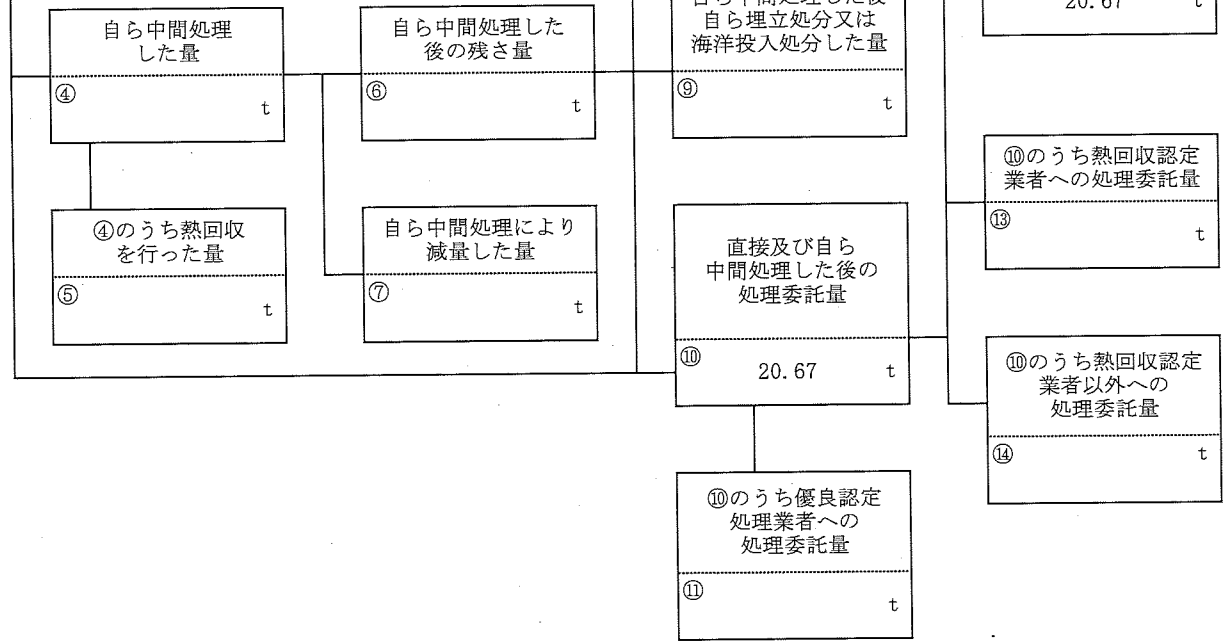 自ら中間処理
した量
④
t
自ら中間処理した
後の残さ量
⑥
t
自ら中間処理した後
自ら埋立処分又は
海洋投入処分した量
⑨
t
20.67 t
④のうち熱回収
を行った量
⑤
t
自ら中間処理により
減量した量
⑦
t
直接及び自ら
中間処理した後の
処理委託量
⑩
20.67 t
⑩のうち熱回収認定
業者への処理委託量
⑬
t
⑩のうち熱回収認定
業者以外への
処理委託量
⑭
t
⑩のうち優良認定
処理業者への
処理委託量
⑪
t